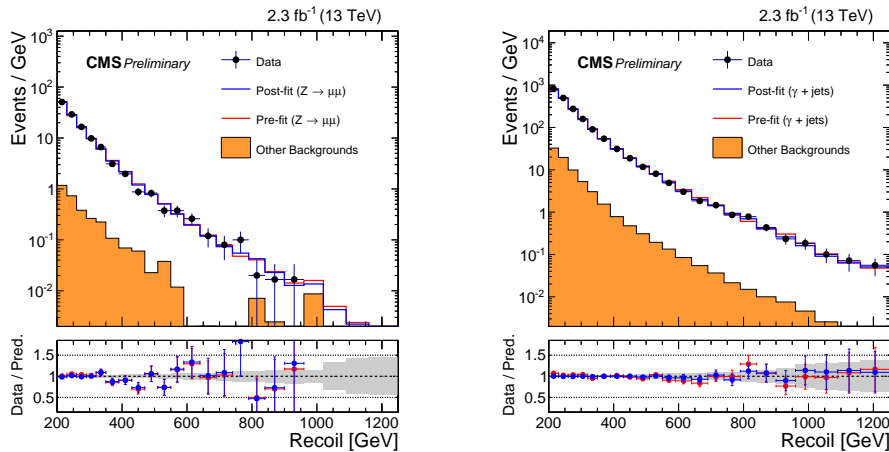 2.3 fb⁻¹ (13 TeV)
CMS Preliminary
Data
Post-fit (Z → μμ)
Pre-fit (Z → μμ)
Other Backgrounds
Events / GeV
10³
10²
10
1
10⁻¹
10⁻²
Data / Pred.
1.5
1
0.5
200 400 600 800 1000 1200
Recoil [GeV]
2.3 fb⁻¹ (13 TeV)
CMS Preliminary
Data
Post-fit (γ + jets)
Pre-fit (γ + jets)
Other Backgrounds
Events / GeV
10⁴
10³
10²
10
1
10⁻¹
10⁻²
Data / Pred.
1.5
1
0.5
200 400 600 800 1000 1200
Recoil [GeV]